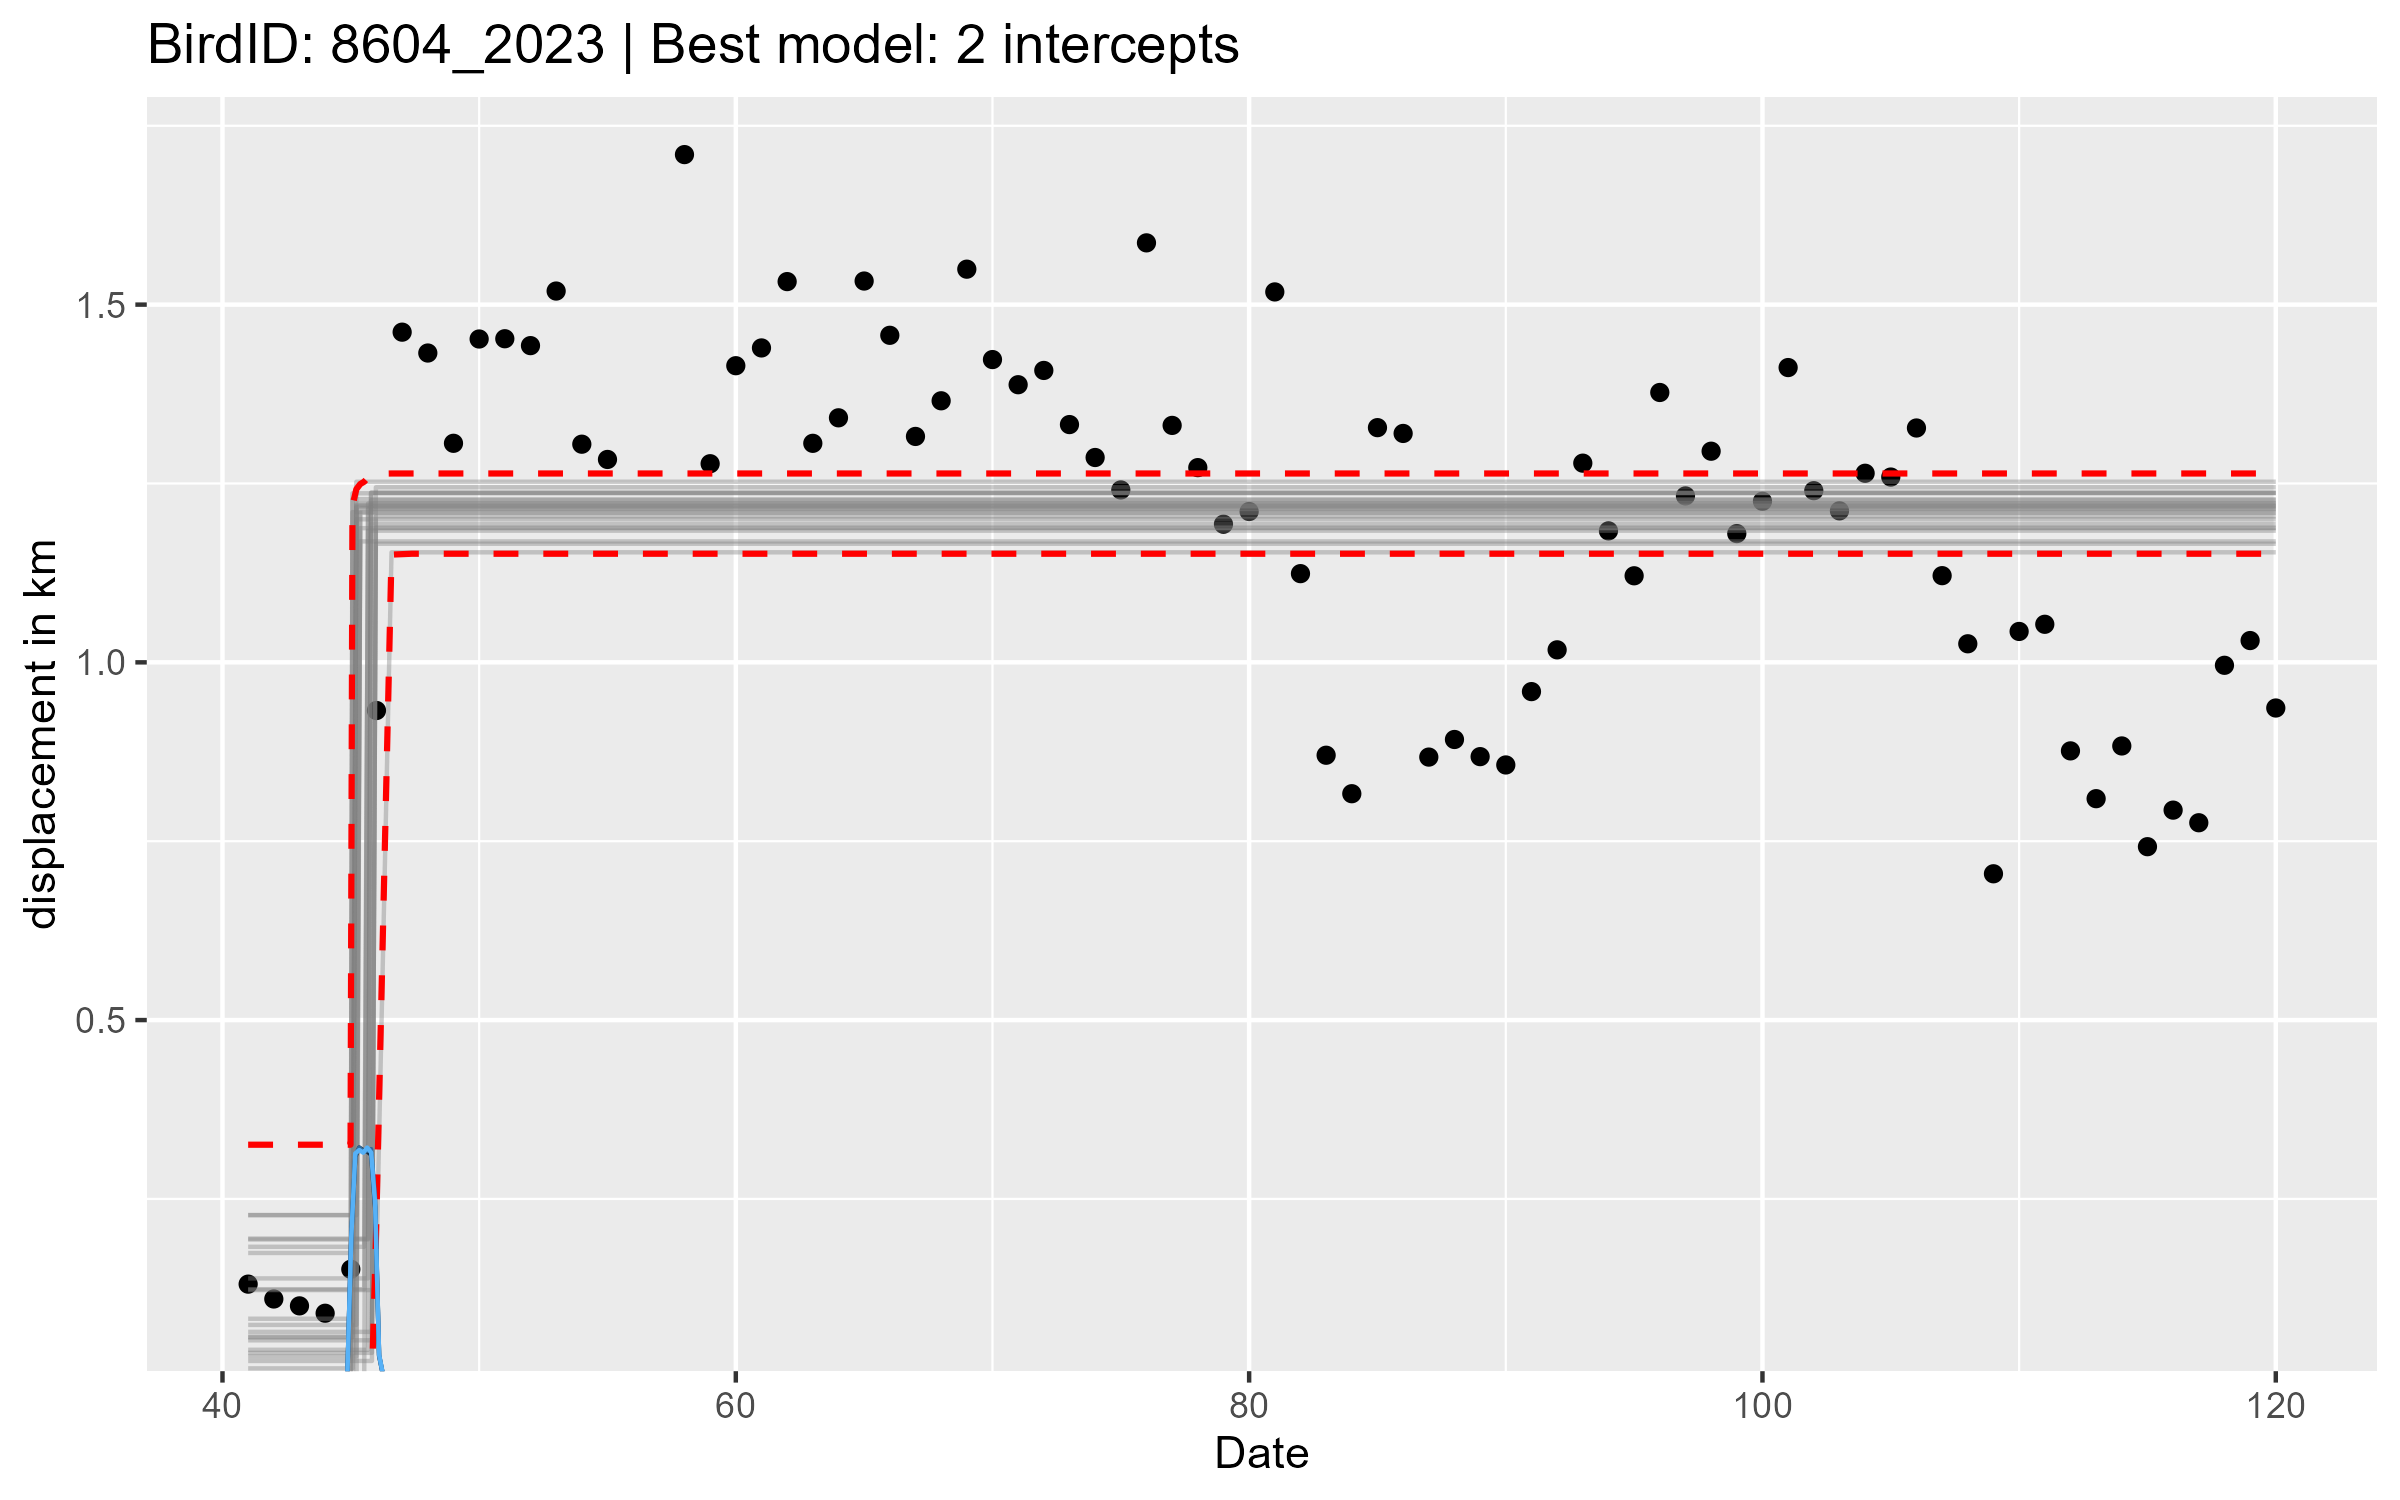 BirdID: 8604_2023 | Best model: 2 intercepts
displacement in km
1.5
1.0
0.5
40 60 80 100 120
Date